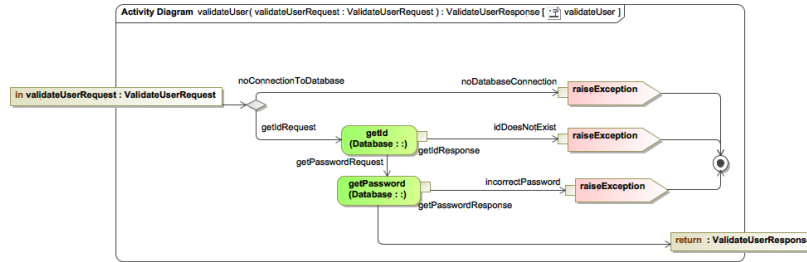 Activity Diagram validateUser( validateUserRequest : ValidateUserRequest ) : ValidateUserResponse [ validateUser ]
noConnectionToDatabase
noDatabaseConnection
raiseException
in validateUserRequest : ValidateUserRequest
getIdRequest
getId
(Database : :)
idDoesNotExist
raiseException
getIdResponse
getPasswordRequest
getPassword
(Database : :)
incorrectPassword
raiseException
getPasswordResponse
return : ValidateUserResponse